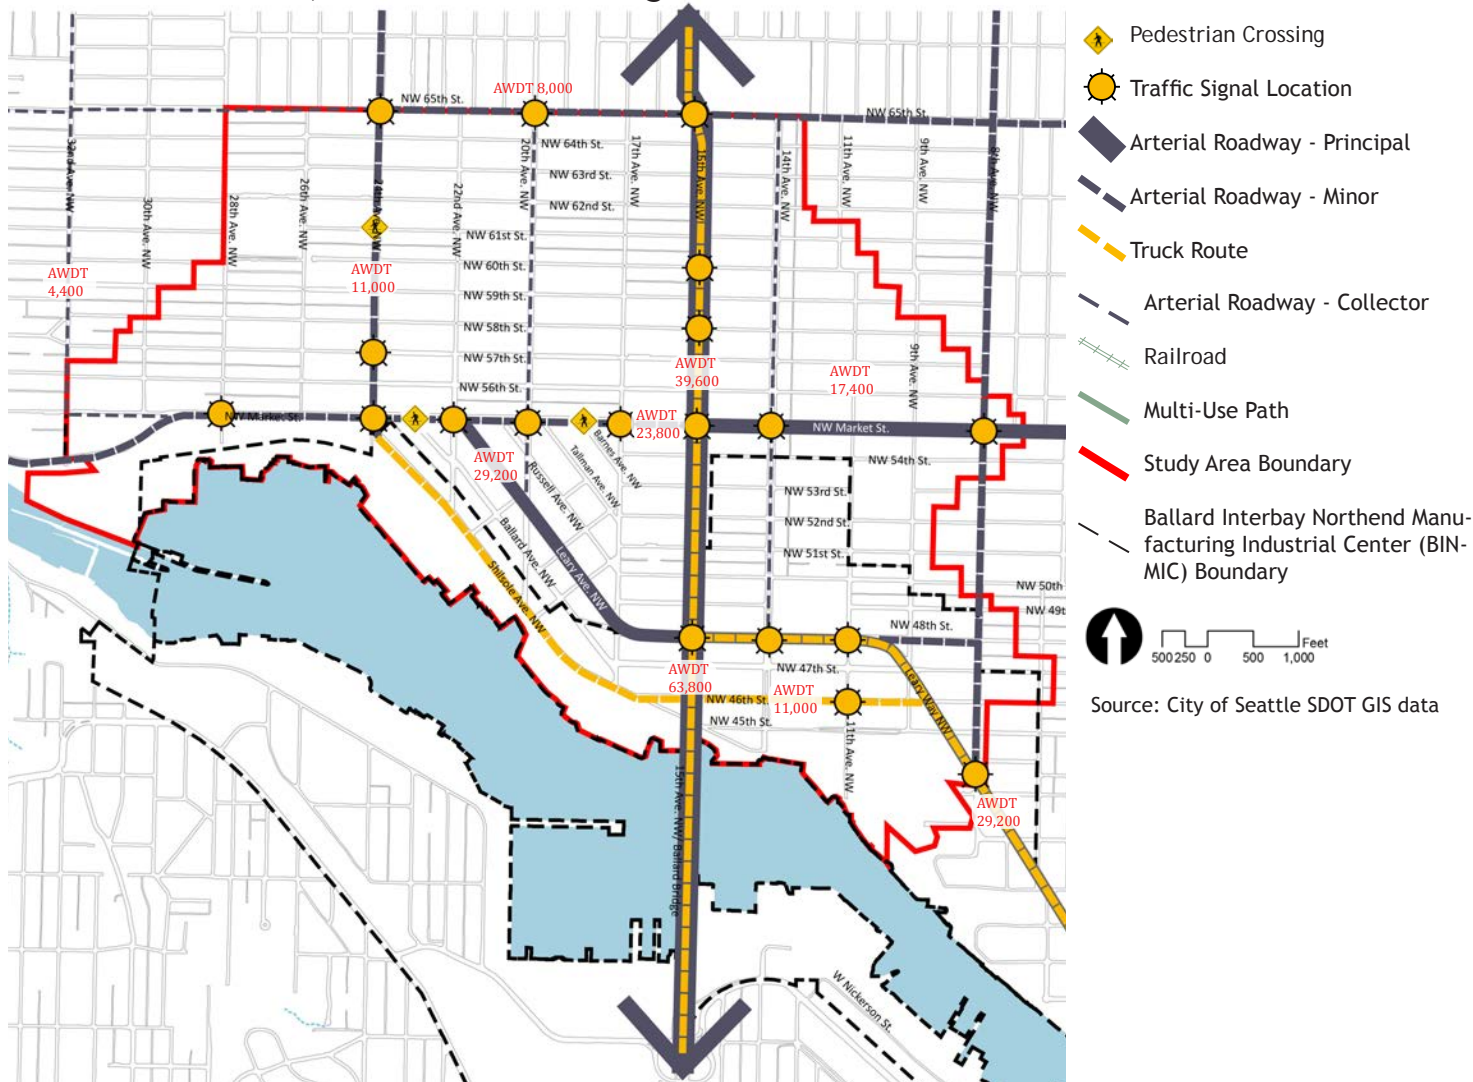 NW 65th St.
AWDT 8,000
NW 65th St.
NW 64th St.
NW 63rd St.
NW 62nd St.
NW 61st St.
NW 60th St.
NW 59th St.
NW 58th St.
NW 57th St.
NW 56th St.
32nd Ave. NW
30th Ave. NW
28th Ave. NW
26th Ave. NW
24th Ave. NW
22nd Ave. NW
20th Ave. NW
17th Ave. NW
15th Ave. NW
14th Ave. NW
11th Ave. NW
9th Ave. NW
8th Ave. NW
9th Ave. NW
AWDT
4,400
AWDT
11,000
AWDT
39,600
AWDT
17,400
NW Market St.
AWDT
23,800
NW Market St.
AWDT
29,200
Russell Ave. NW
Tallman Ave. NW
Barnes Ave. NW
Ballard Ave. NW
Leary Ave. NW
Shilsole Ave. NW
NW 54th St.
NW 53rd St.
NW 52nd St.
NW 51st St.
NW 50th
NW 49t
NW 48th St.
NW 47th St.
AWDT
63,800
NW 46th St.
AWDT
11,000
NW 45th St.
11th Ave. NW
Leary Way NW
AWDT
29,200
15th Ave. NW/ Ballard Bridge
W Nickerson St.
Pedestrian Crossing
Traffic Signal Location
Arterial Roadway - Principal
Arterial Roadway - Minor
Truck Route
Arterial Roadway - Collector
Railroad
Multi-Use Path
Study Area Boundary
Ballard Interbay Northend Manu-
facturing Industrial Center (BIN-
MIC) Boundary
Feet
500 250 0 500 1,000
Source: City of Seattle SDOT GIS data